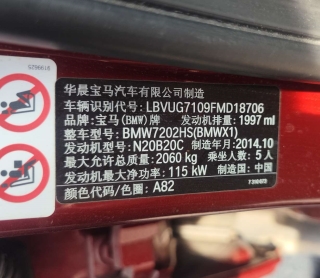 华晨宝马汽车有限公司制造
车辆识别代号: LBVUG7109FMD18706
品牌: 宝马(BMW)牌 发动机排量: 1997 ml
整车型号: BMW7202HS(BMWX1)
发动机型号: N20B20C 制造年月: 2014.10
最大允许总质量: 2060 kg 乘坐人数: 5 人
发动机最大净功率: 115 kW 制造国: 中国
颜色代码/色圈: A82